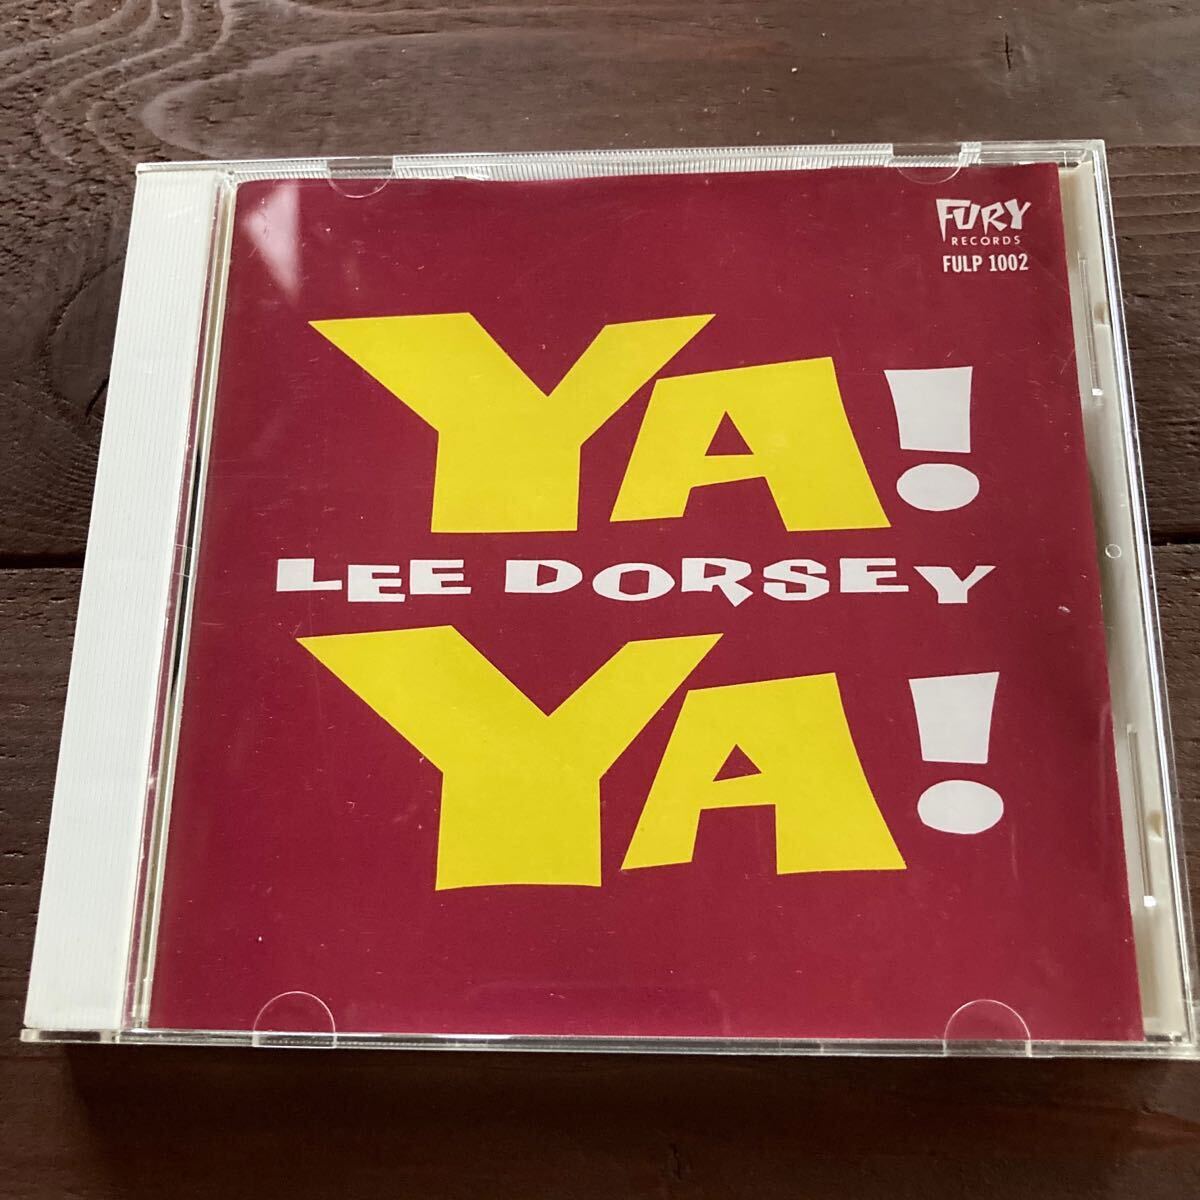 FURY
RECORDS
FULP 1002
YA!
LEE DORSEY
YA!